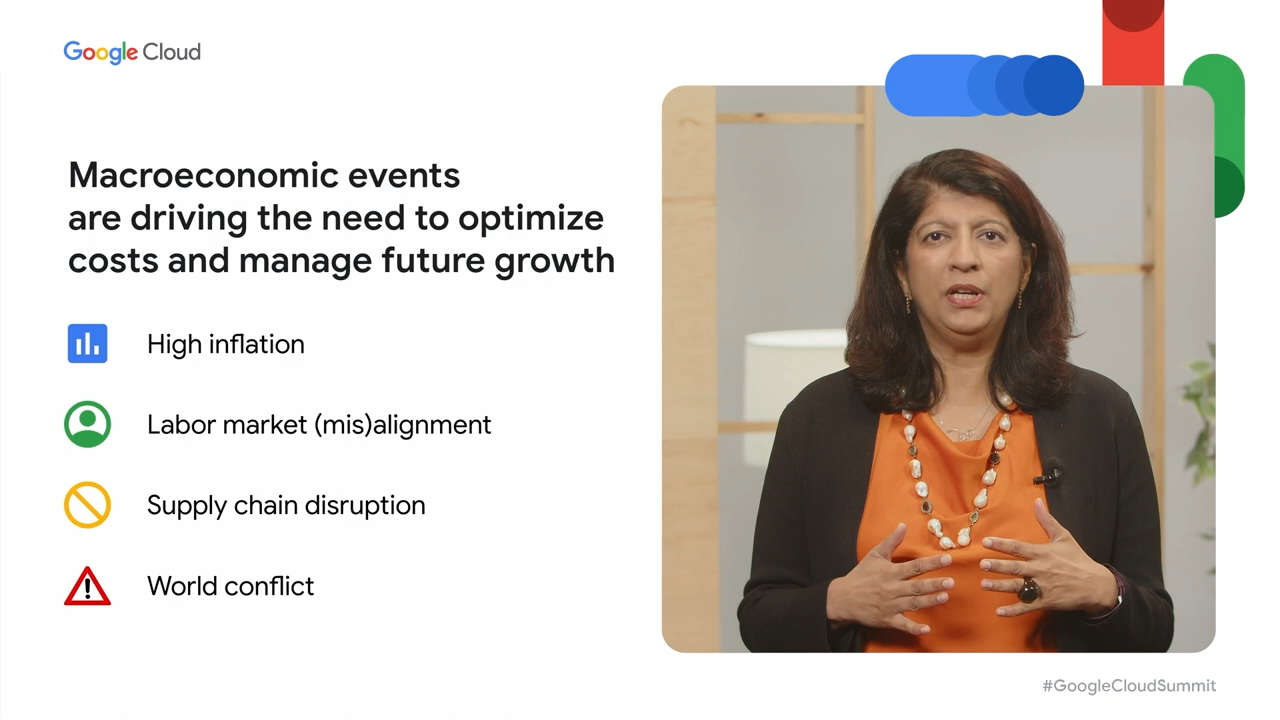 Google Cloud
Macroeconomic events
are driving the need to optimize
costs and manage future growth
High inflation
Labor market (mis)alignment
Supply chain disruption
World conflict
#GoogleCloudSummit